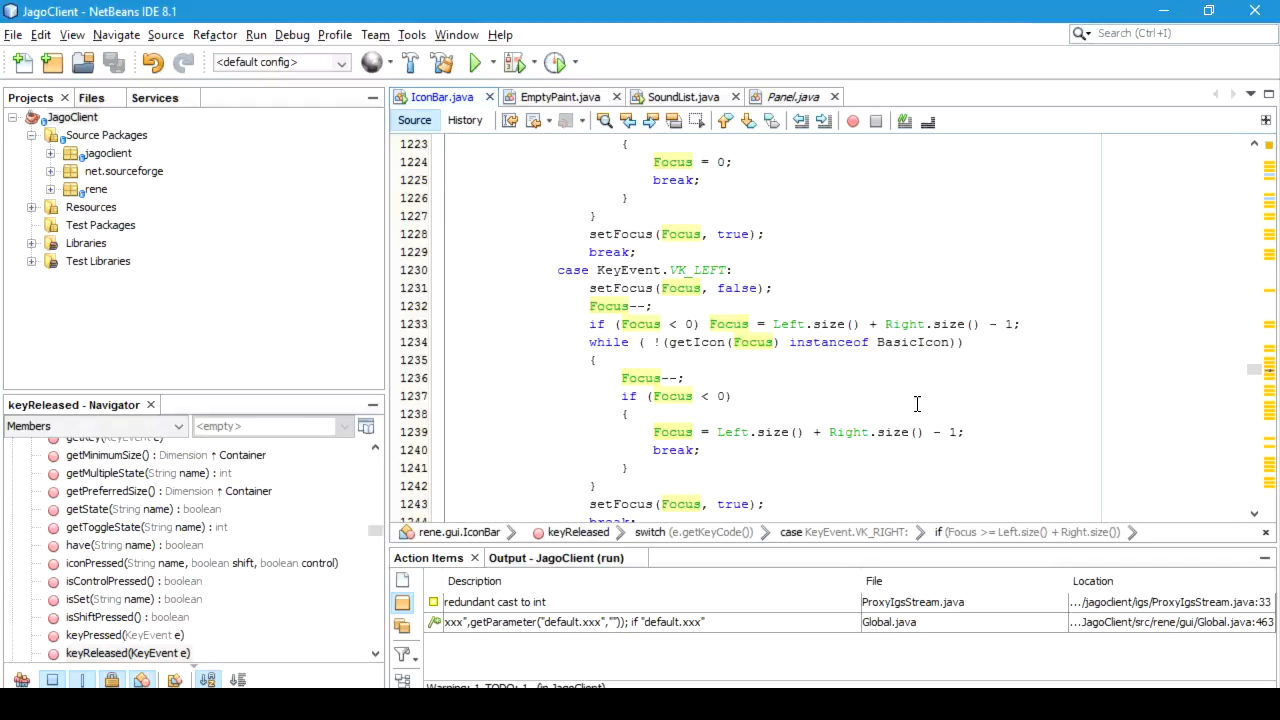 JagoClient - NetBeans IDE 8.1
File Edit View Navigate Source Refactor Run Debug Profile Team Tools Window Help
Search (Ctrl+I)
<default config>
Projects Files Services
JagoClient
Source Packages
jagoclient
net.sourceforge
rene
Resources
Test Packages
Libraries
Test Libraries
keyReleased - Navigator
Members <empty>
getKey(KeyEvent e)
getMinimumSize() : Dimension ↑ Container
getMultipleState(String name) : int
getPreferredSize() : Dimension ↑ Container
getState(String name) : boolean
getToggleState(String name) : int
have(String name) : boolean
iconPressed(String name, boolean shift, boolean control)
isControlPressed() : boolean
isSet(String name) : boolean
isShiftPressed() : boolean
keyPressed(KeyEvent e)
keyReleased(KeyEvent e)
IconBar.java EmptyPaint.java SoundList.java Panel.java
Source History
1223 {
1224 Focus = 0;
1225 break;
1226 }
1227 }
1228 setFocus(Focus, true);
1229 break;
1230 case KeyEvent.VK_LEFT:
1231 setFocus(Focus, false);
1232 Focus--;
1233 if (Focus < 0) Focus = Left.size() + Right.size() - 1;
1234 while ( !(getIcon(Focus) instanceof BasicIcon))
1235 {
1236 Focus--;
1237 if (Focus < 0)
1238 {
1239 Focus = Left.size() + Right.size() - 1;
1240 break;
1241 }
1242 }
1243 setFocus(Focus, true);
1244 break;
rene.gui.IconBar keyReleased switch (e.getKeyCode()) case KeyEvent.VK_RIGHT: if (Focus >= Left.size() + Right.size())
Action Items Output - JagoClient (run)
Description File Location
redundant cast to int ProxyIgsStream.java .../jagoclient/igs/ProxyIgsStream.java:33
xxx",getParameter("default.xxx","")); if "default.xxx" Global.java ...JagoClient/src/rene/gui/Global.java:463
Warning: 1 TODO: 1 (in JagoClient)